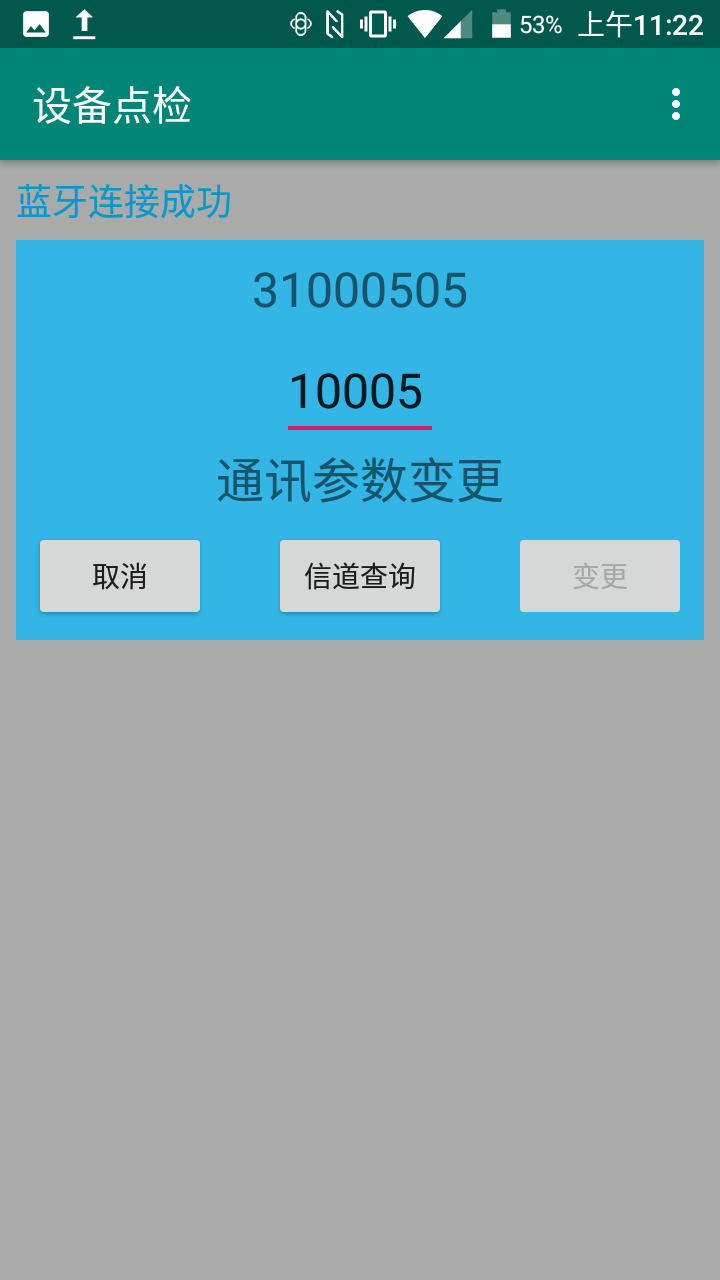 53% 上午11:22
设备点检
蓝牙连接成功
31000505
10005
通讯参数变更
取消 信道查询 变更